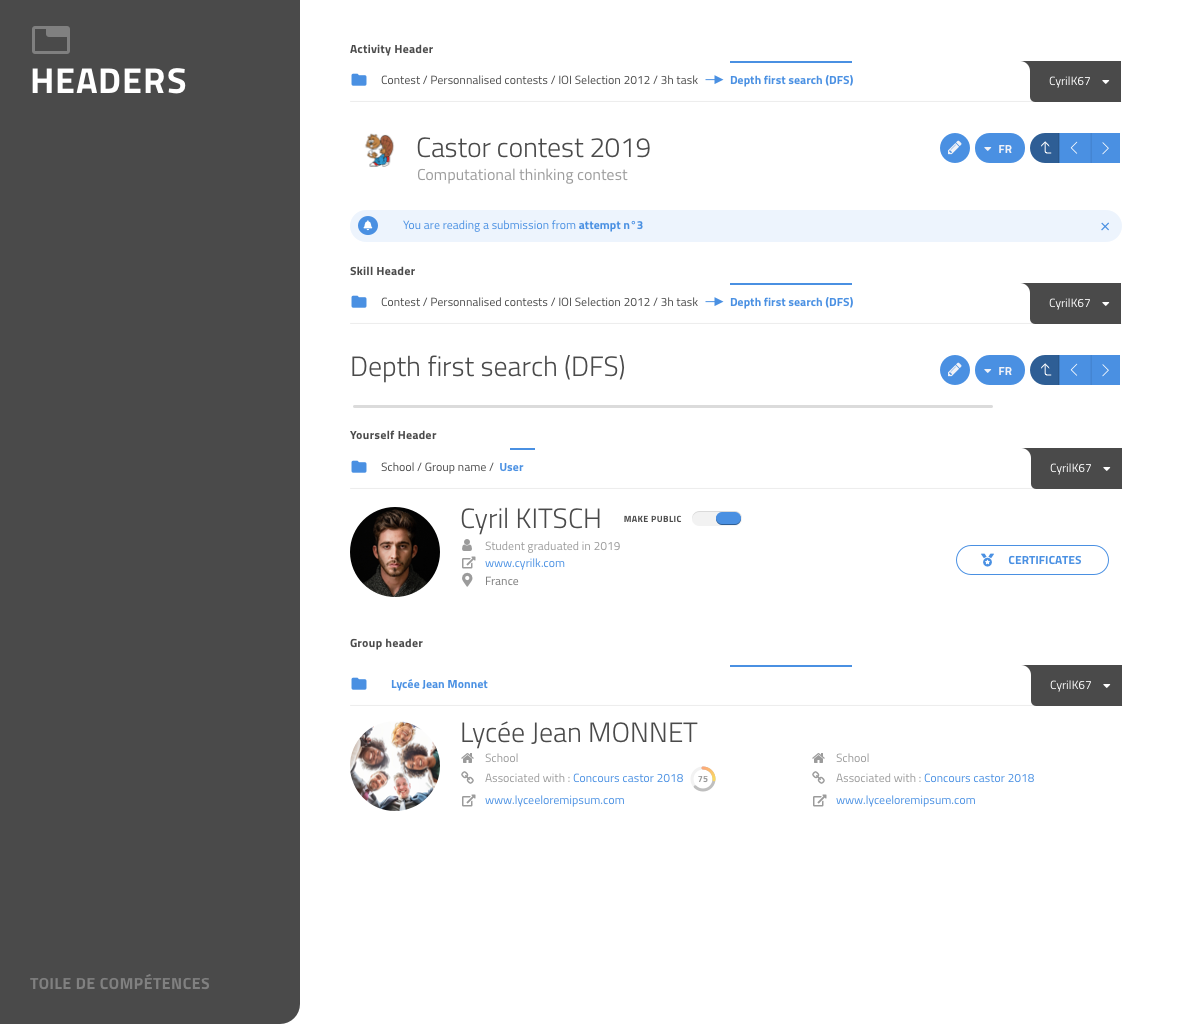 HEADERS
TOILE DE COMPÉTENCES
Activity Header
Contest / Personnalised contests / IOI Selection 2012 / 3h task Depth first search (DFS) CyrilK67
Castor contest 2019 FR
Computational thinking contest
You are reading a submission from attempt n°3
Skill Header
Contest / Personnalised contests / IOI Selection 2012 / 3h task Depth first search (DFS) CyrilK67
Depth first search (DFS) FR
Yourself Header
School / Group name / User CyrilK67
Cyril KITSCH MAKE PUBLIC
Student graduated in 2019
www.cyrilk.com CERTIFICATES
France
Group header
Lycée Jean Monnet CyrilK67
Lycée Jean MONNET
School School
Associated with : Concours castor 2018 75 Associated with : Concours castor 2018
www.lyceeloremipsum.com www.lyceeloremipsum.com